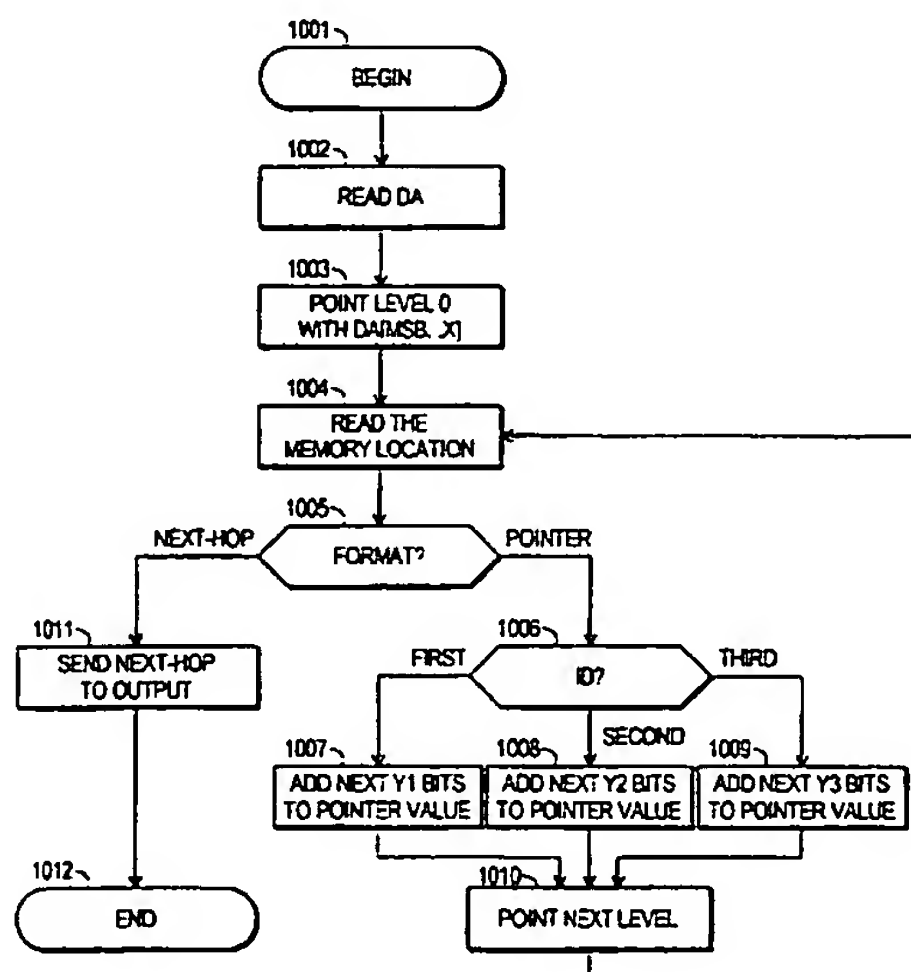 1001
BEGIN
1002
READ DA
1003
POINT LEVEL 0
WITH DA[MSB, .X]
1004
READ THE
MEMORY LOCATION
1005
FORMAT?
NEXT-HOP
POINTER
1011
SEND NEXT-HOP
TO OUTPUT
1006
ID?
FIRST
THIRD
SECOND
1007
ADD NEXT Y1 BITS
TO POINTER VALUE
1008
ADD NEXT Y2 BITS
TO POINTER VALUE
1009
ADD NEXT Y3 BITS
TO POINTER VALUE
1012
END
1010
POINT NEXT LEVEL